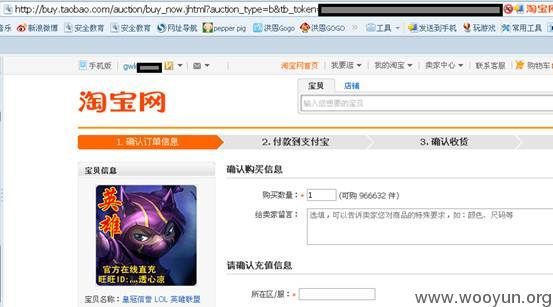 http://buy.taobao.com/auction/buy_now.jhtml?auction_type=b&tb_token
淘宝
新浪微博 安全教育 安全教育 网址导航 pepper pig 洪恩GOGO 洪恩GoGo 工具 发送到手机 玩游戏 常用工具
手机版 gwk 淘宝网首页 我要逛 我的淘宝 卖家中心 联系客服 购物车
淘宝网
宝贝 店铺
输入您想要的宝贝
1. 确认订单信息 2. 付款到支付宝 3. 确认收货
宝贝信息
确认购买信息
英雄
官方在线直充
旺旺ID:...透心凉
购买数量: 1 (可购 966632 件)
给卖家留言:
选填,可以告诉卖家您对商品的特殊要求,如:颜色、尺码等
请确认充值信息
宝贝名称: 皇冠信誉 LOL 英雄联盟
所在区/服:
www.wooyun.org